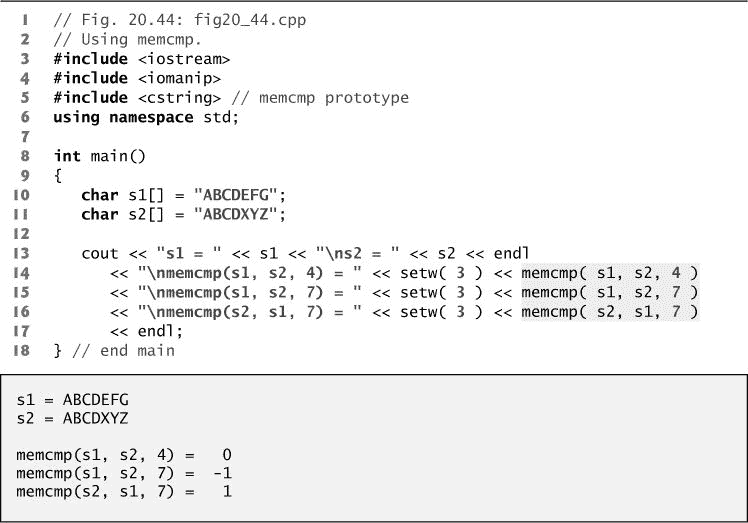 1 // Fig. 20.44: fig20_44.cpp
2 // Using memcmp.
3 #include <iostream>
4 #include <iomanip>
5 #include <cstring> // memcmp prototype
6 using namespace std;
7
8 int main()
9 {
10 char s1[] = "ABCDEFG";
11 char s2[] = "ABCDXYZ";
12
13 cout << "s1 = " << s1 << "\ns2 = " << s2 << endl
14 << "\nmemcmp(s1, s2, 4) = " << setw( 3 ) << memcmp( s1, s2, 4 )
15 << "\nmemcmp(s1, s2, 7) = " << setw( 3 ) << memcmp( s1, s2, 7 )
16 << "\nmemcmp(s2, s1, 7) = " << setw( 3 ) << memcmp( s2, s1, 7 )
17 << endl;
18 } // end main
s1 = ABCDEFG
s2 = ABCDXYZ
memcmp(s1, s2, 4) =   0
memcmp(s1, s2, 7) =  -1
memcmp(s2, s1, 7) =   1